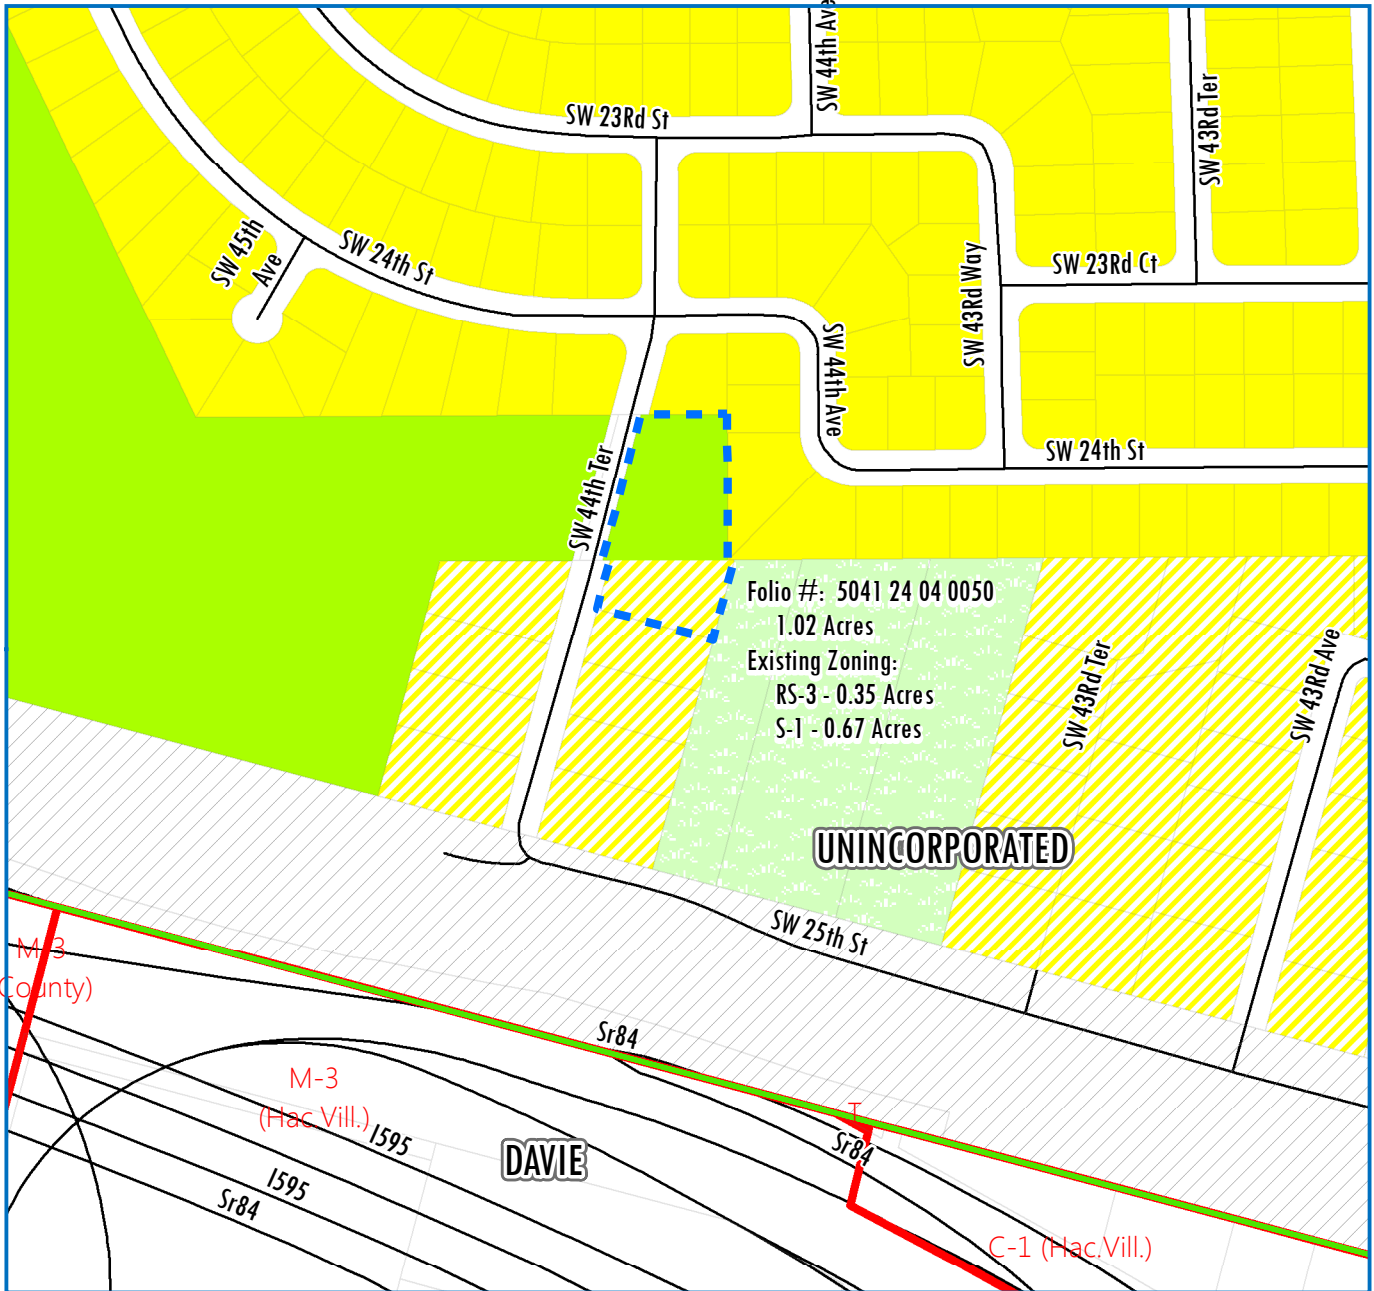 SW 44th Ave
SW 23Rd St
SW 43Rd Ter
SW 45th
Ave
SW 24th St
SW 43Rd Way
SW 23Rd Ct
SW 44th Ave
SW 24th St
SW 44th Ter
Folio #: 5041 24 04 0050
1.02 Acres
Existing Zoning:
RS-3 - 0.35 Acres
S-1 - 0.67 Acres
SW 43Rd Ter
SW 43Rd Ave
UNINCORPORATED
SW 25th St
M-3
County)
Sr84
M-3
(Hac.Vill.)
T
I595
DAVIE
Sr84
I595
Sr84
C-1 (Hac.Vill.)